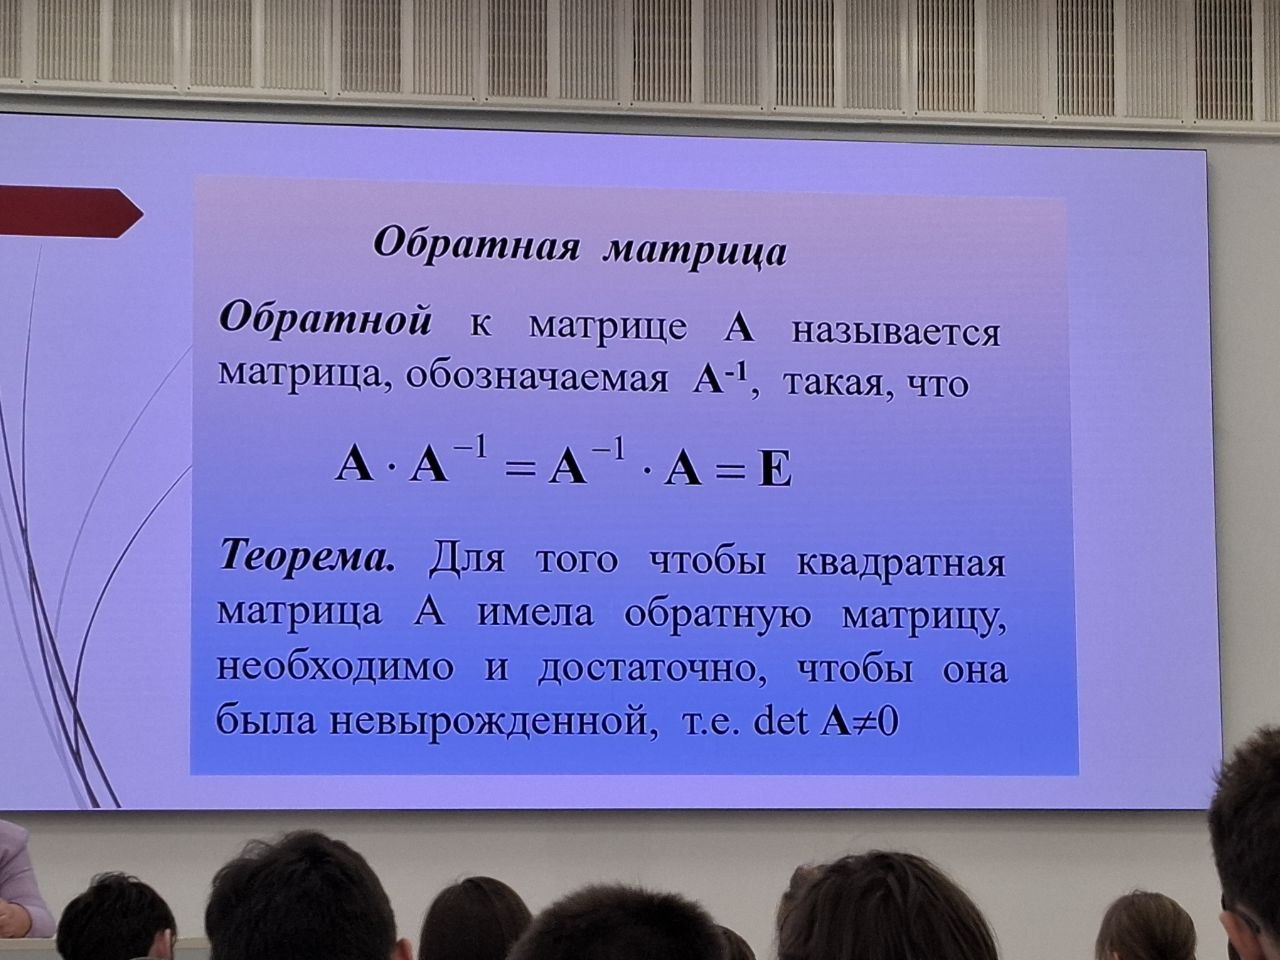 Обратная матрица
Обратной к матрице А называется
матрица, обозначаемая А⁻¹, такая, что
А · А⁻¹ = А⁻¹ · А = Е
Теорема. Для того чтобы квадратная
матрица А имела обратную матрицу,
необходимо и достаточно, чтобы она
была невырожденной, т.е. det А≠0